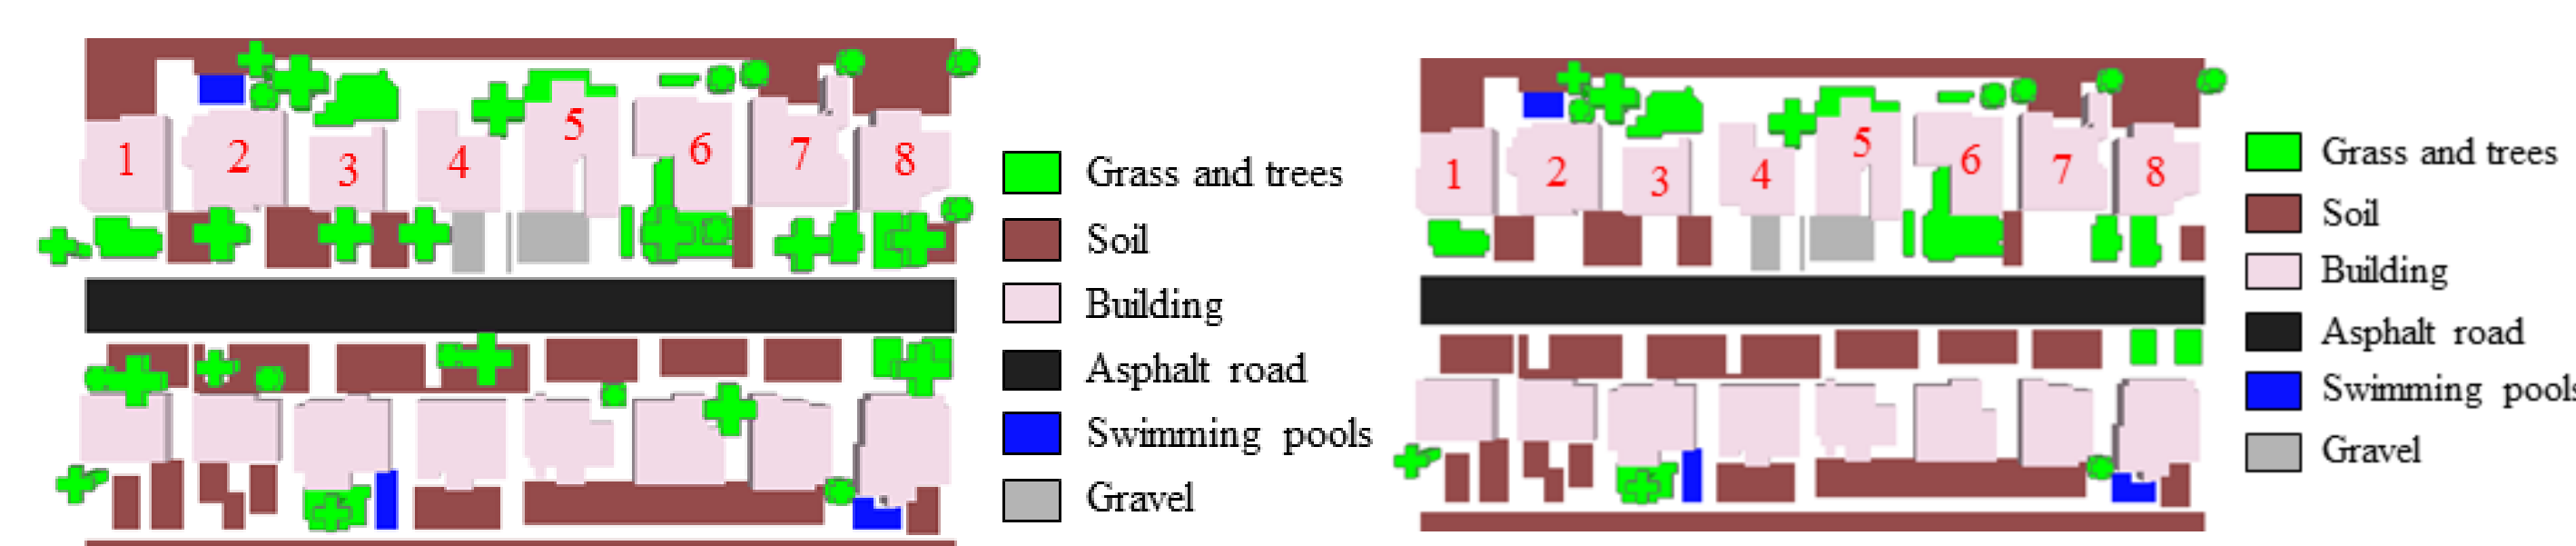 1 2 3 4 5 6 7 8
Grass and trees
Soil
Building
Asphalt road
Swimming pools
Gravel
1 2 3 4 5 6 7 8
Grass and trees
Soil
Building
Asphalt road
Swimming pools
Gravel